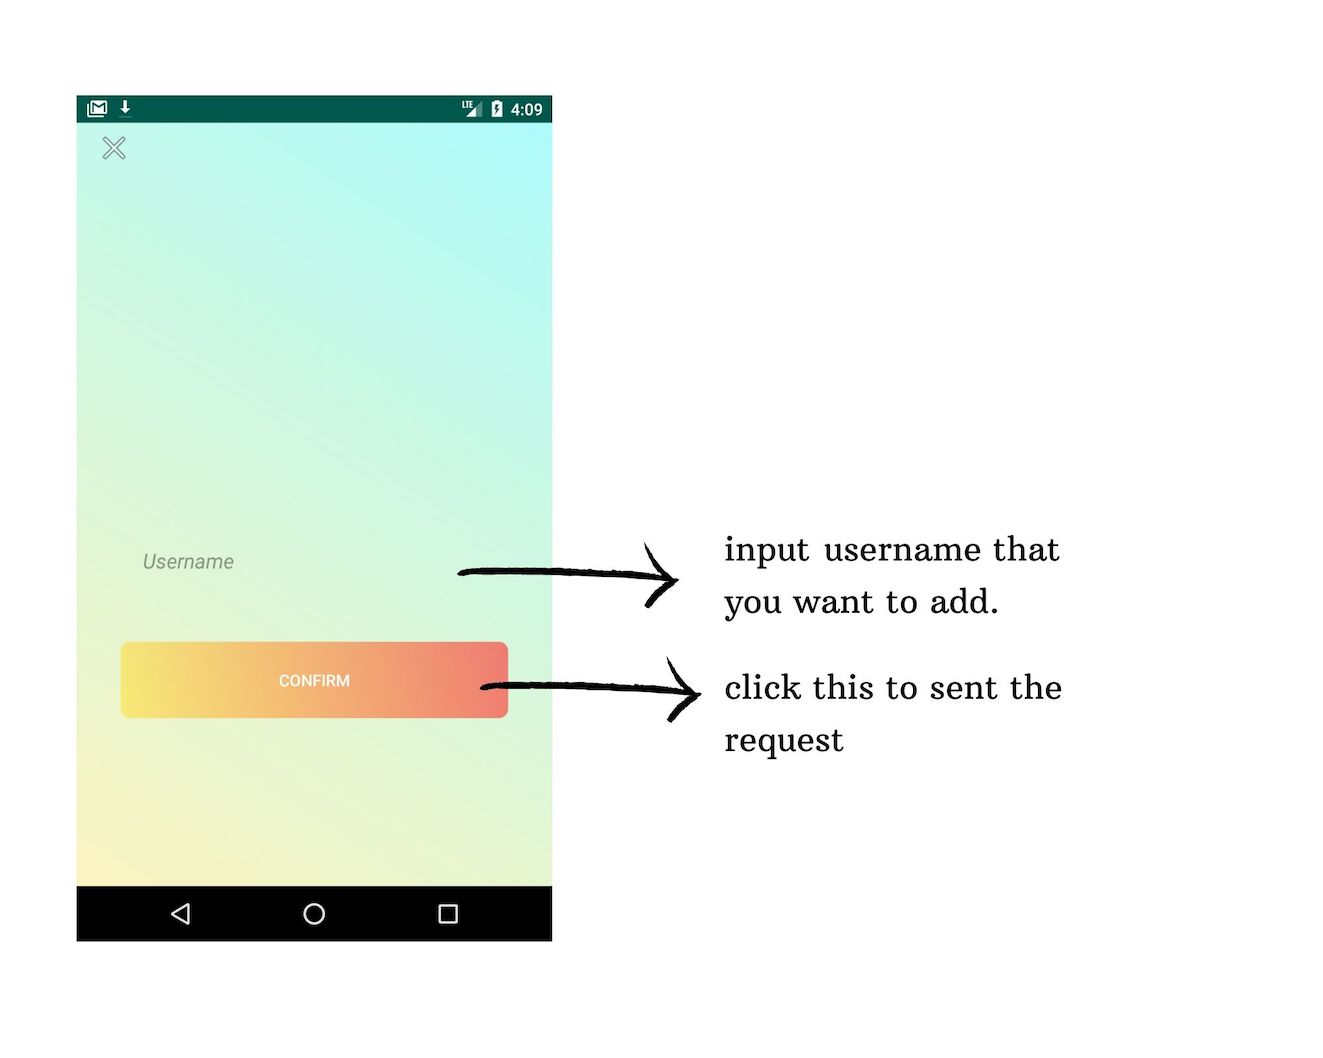 LTE 4:09
Username
input username that
you want to add.
CONFIRM
click this to sent the
request